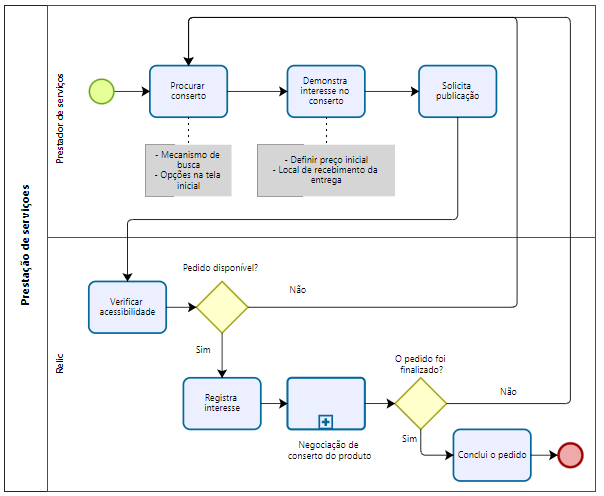 Prestação de serviçoes
Prestador de serviços
Procurar
conserto
Demonstra
interesse no
conserto
Solicita
publicação
- Mecanismo de
busca
- Opções na tela
inicial
- Definir preço inicial
- Local de recebimento da
entrega
Relic
Verificar
acessibilidade
Pedido disponível?
Não
Sim
Registra
interesse
Negociação de
conserto do produto
O pedido foi
finalizado?
Não
Sim
Conclui o pedido